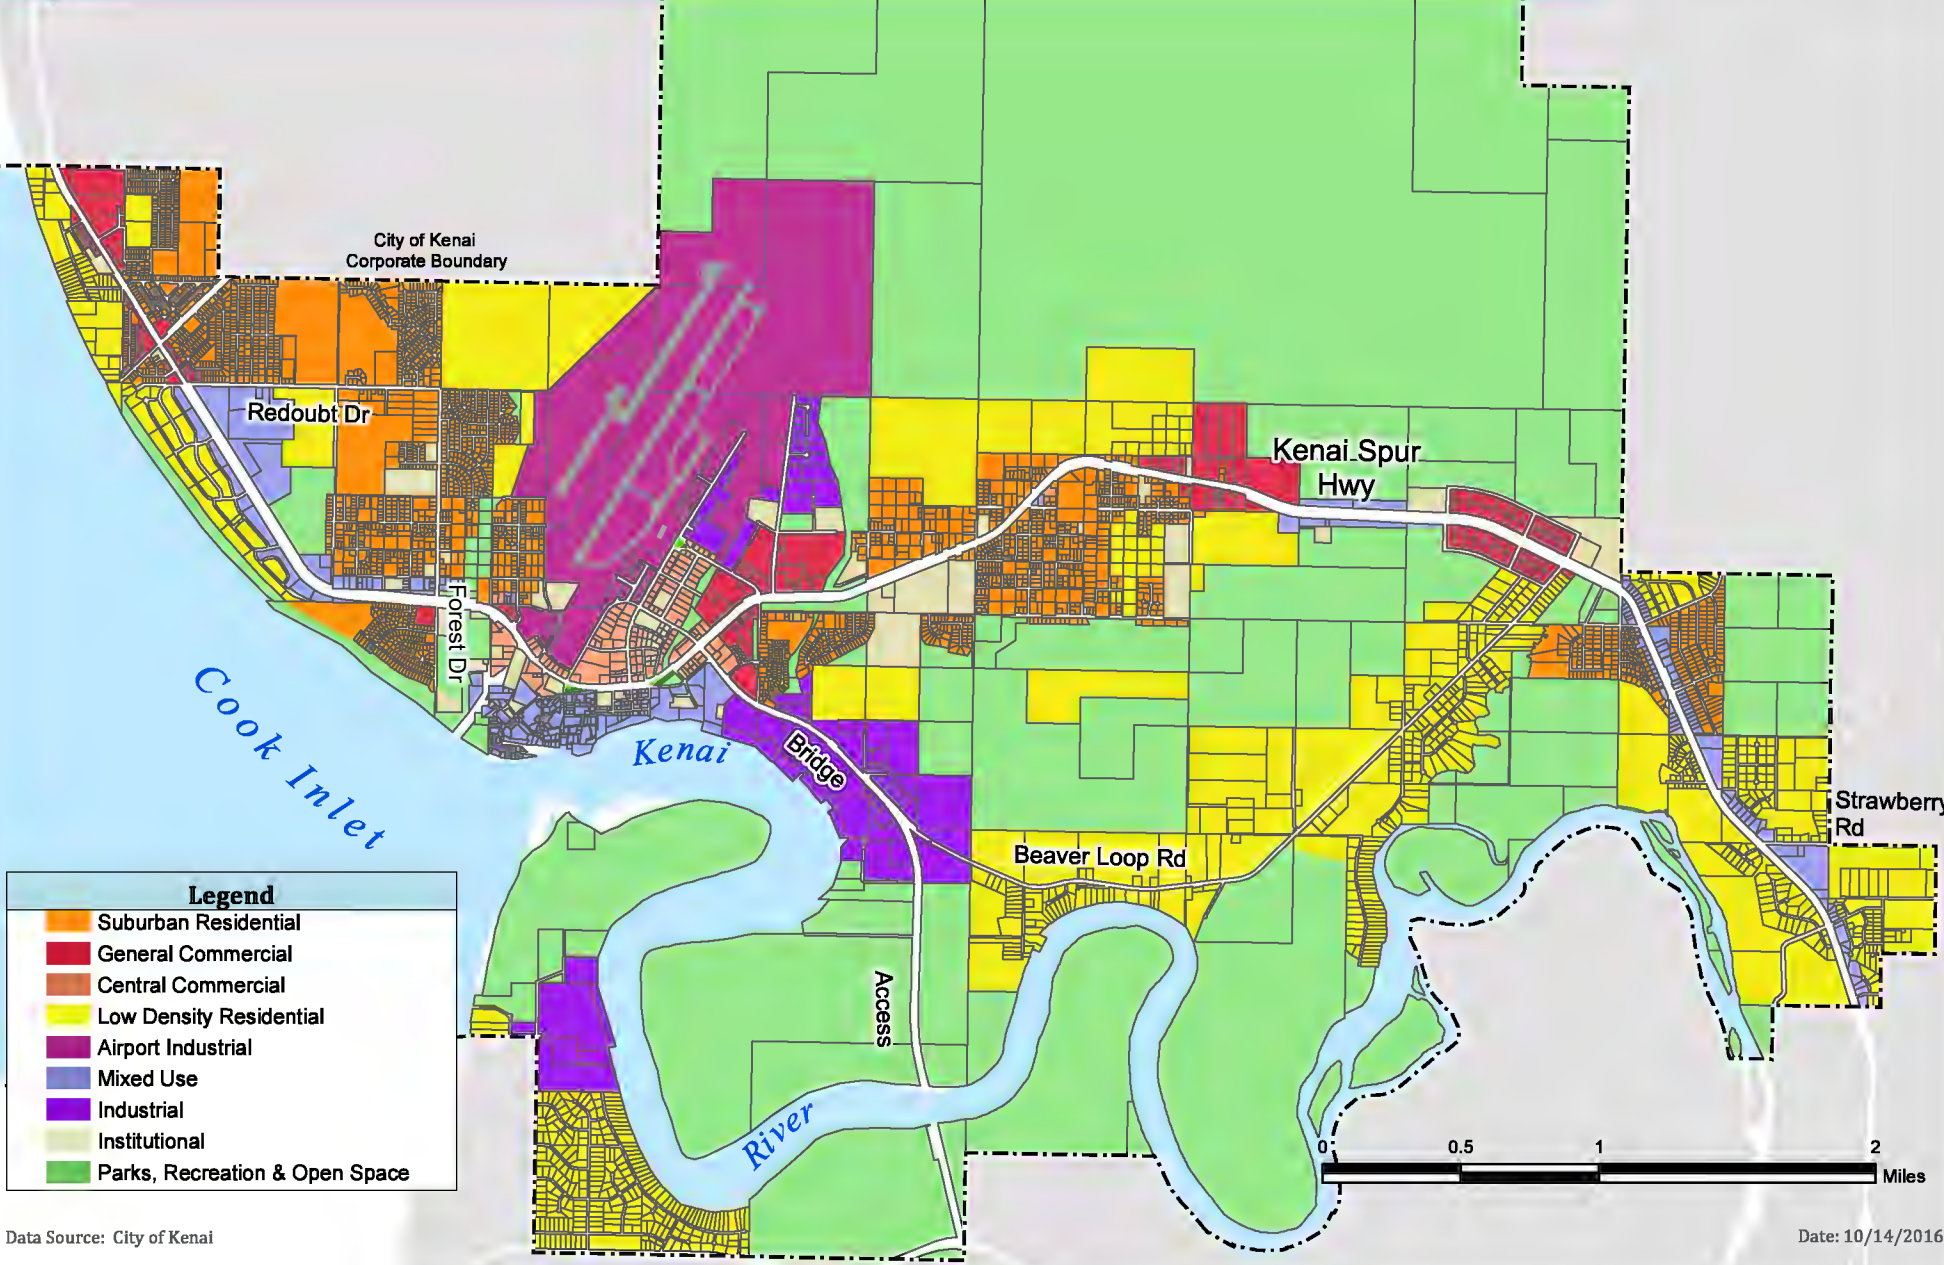 City of Kenai
Corporate Boundary
Redoubt Dr
Kenai Spur
Hwy
Forest Dr
Cook Inlet
Kenai
Bridge
Strawberry
Rd
Beaver Loop Rd
Access
River
Legend
Suburban Residential
General Commercial
Central Commercial
Low Density Residential
Airport Industrial
Mixed Use
Industrial
Institutional
Parks, Recreation & Open Space
0 0.5 1 2
Miles
Data Source: City of Kenai
Date: 10/14/2016